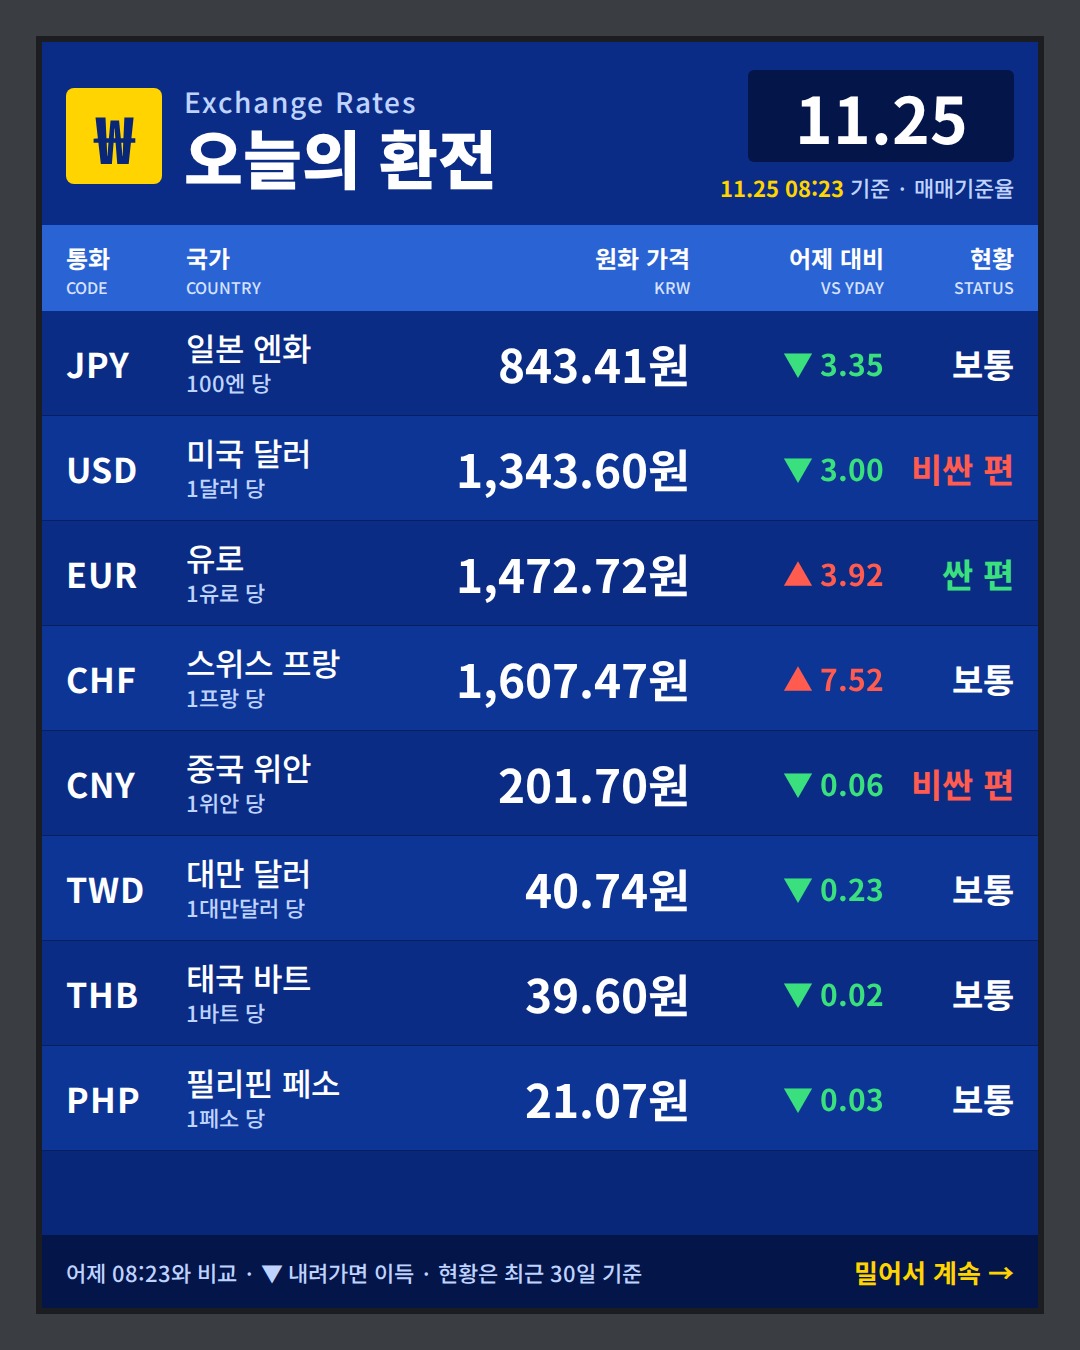 ₩
Exchange Rates
오늘의 환전
11.25
11.25 08:23 기준 · 매매기준율
통화 국가 원화 가격 어제 대비 현황
CODE COUNTRY KRW VS YDAY STATUS
JPY 일본 엔화 100엔 당 843.41원 ▼ 3.35 보통
USD 미국 달러 1달러 당 1,343.60원 ▼ 3.00 비싼 편
EUR 유로 1유로 당 1,472.72원 ▲ 3.92 싼 편
CHF 스위스 프랑 1프랑 당 1,607.47원 ▲ 7.52 보통
CNY 중국 위안 1위안 당 201.70원 ▼ 0.06 비싼 편
TWD 대만 달러 1대만달러 당 40.74원 ▼ 0.23 보통
THB 태국 바트 1바트 당 39.60원 ▼ 0.02 보통
PHP 필리핀 페소 1페소 당 21.07원 ▼ 0.03 보통
어제 08:23와 비교 · ▼ 내려가면 이득 · 현황은 최근 30일 기준
밀어서 계속 →